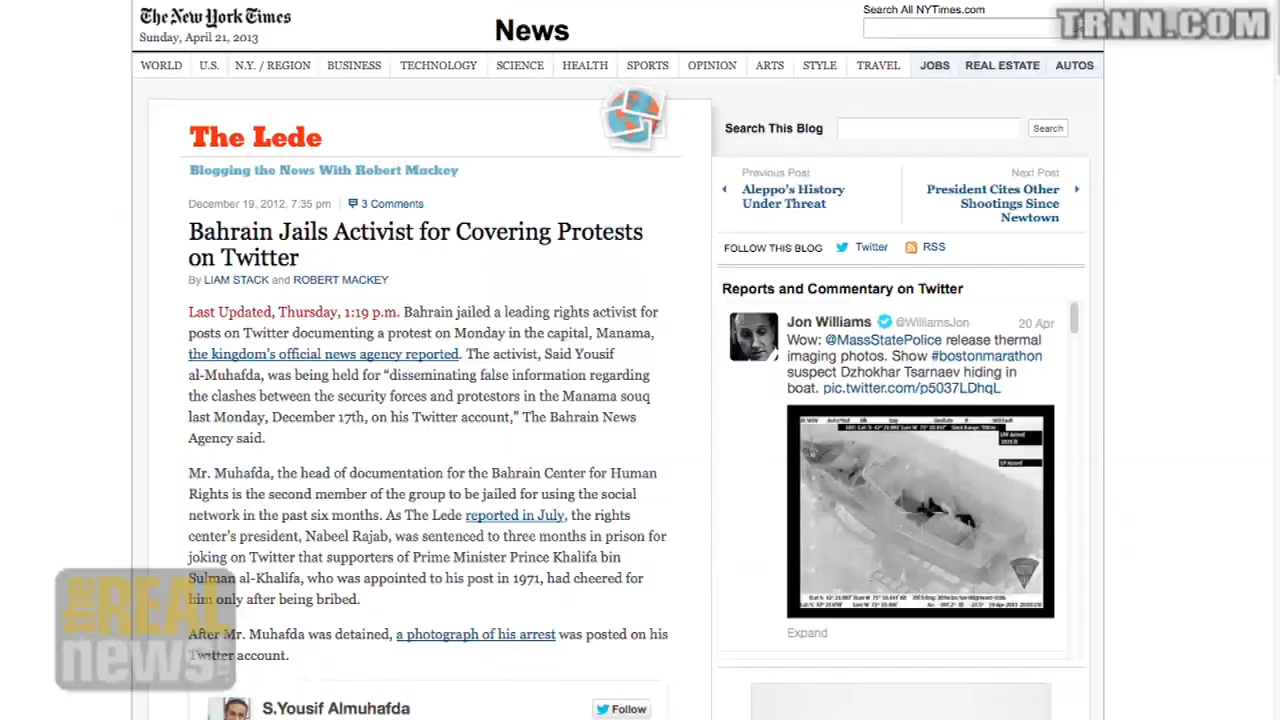 The New York Times
Sunday, April 21, 2013
News
Search All NYTimes.com
TRNN.COM
WORLD U.S. N.Y. / REGION BUSINESS TECHNOLOGY SCIENCE HEALTH SPORTS OPINION ARTS STYLE TRAVEL JOBS REAL ESTATE AUTOS
The Lede
Blogging the News With Robert Mackey
December 19, 2012, 7:35 pm 3 Comments
Bahrain Jails Activist for Covering Protests
on Twitter
By LIAM STACK and ROBERT MACKEY
Last Updated, Thursday, 1:19 p.m. Bahrain jailed a leading rights activist for
posts on Twitter documenting a protest on Monday in the capital, Manama,
the kingdom's official news agency reported. The activist, Said Yousif
al-Muhafda, was being held for “disseminating false information regarding
the clashes between the security forces and protestors in the Manama souq
last Monday, December 17th, on his Twitter account,” The Bahrain News
Agency said.
Mr. Muhafda, the head of documentation for the Bahrain Center for Human
Rights is the second member of the group to be jailed for using the social
network in the past six months. As The Lede reported in July, the rights
center's president, Nabeel Rajab, was sentenced to three months in prison for
joking on Twitter that supporters of Prime Minister Prince Khalifa bin
Sulman al-Khalifa, who was appointed to his post in 1971, had cheered for
him only after being bribed.
After Mr. Muhafda was detained, a photograph of his arrest was posted on his
Twitter account.
S.Yousif Almuhafda
Follow
the REAL
news
Search This Blog
Search
Previous Post
Aleppo's History
Under Threat
Next Post
President Cites Other
Shootings Since
Newtown
FOLLOW THIS BLOG Twitter RSS
Reports and Commentary on Twitter
Jon Williams @WilliamsJon 20 Apr
Wow: @MassStatePolice release thermal
imaging photos. Show #bostonmarathon
suspect Dzhokhar Tsarnaev hiding in
boat. pic.twitter.com/p5037LDhqL
Expand